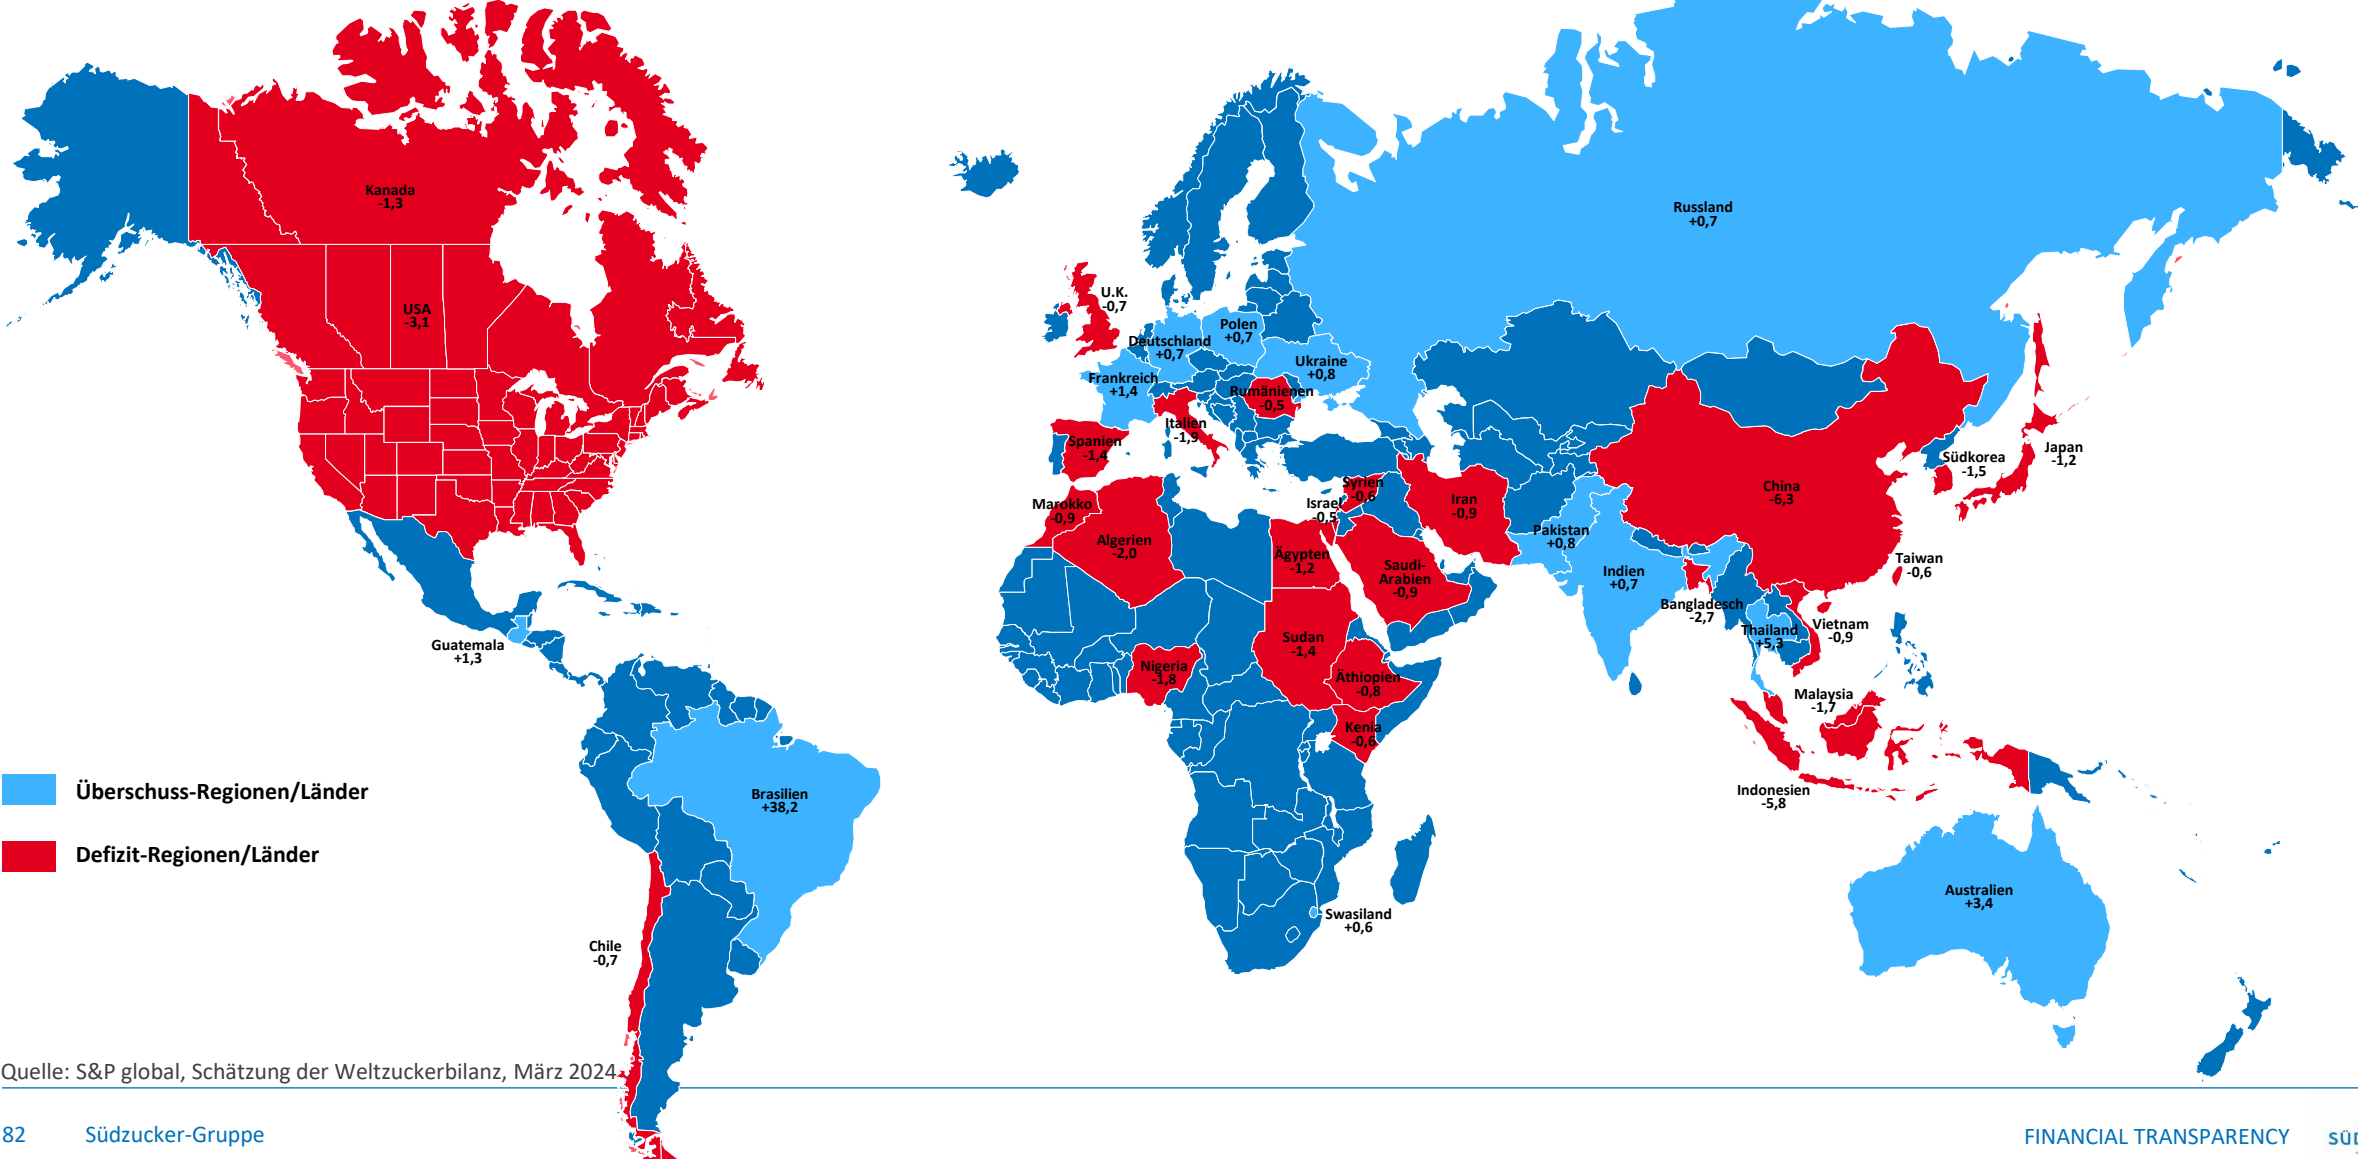 Kanada
-1,3
USA
-3,1
Guatemala
+1,3
Brasilien
+38,2
Chile
-0,7
U.K.
-0,7
Polen
+0,7
Deutschland
+0,7
Frankreich
+1,4
Ukraine
+0,8
Rumänienen
-0,5
Italien
-1,9
Spanien
-1,4
Russland
+0,7
Marokko
-0,9
Algerien
-2,0
Israel
-0,5
Syrien
-0,6
Iran
-0,9
Ägypten
-1,2
Saudi-
Arabien
-0,9
Sudan
-1,4
Nigeria
-1,8
Äthiopien
-0,8
Kenia
-0,6
Swasiland
+0,6
Pakistan
+0,8
Indien
+0,7
Bangladesch
-2,7
China
-6,3
Südkorea
-1,5
Japan
-1,2
Taiwan
-0,6
Vietnam
-0,9
Thailand
+5,3
Malaysia
-1,7
Indonesien
-5,8
Australien
+3,4
Überschuss-Regionen/Länder
Defizit-Regionen/Länder
Quelle: S&P global, Schätzung der Weltzuckerbilanz, März 2024
82 Südzucker-Gruppe FINANCIAL TRANSPARENCY